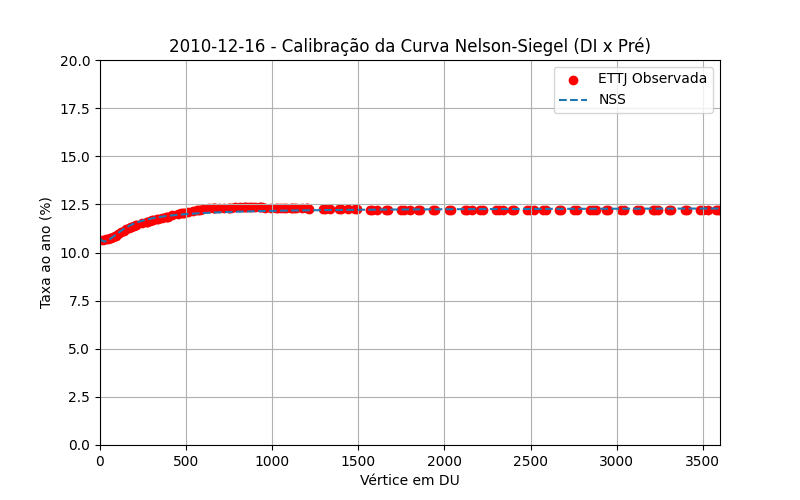 2010-12-16 - Calibração da Curva Nelson-Siegel (DI x Pré)
20.0
17.5
15.0
12.5
10.0
7.5
5.0
2.5
0.0
Taxa ao ano (%)
ETTJ Observada
NSS
0 500 1000 1500 2000 2500 3000 3500
Vértice em DU